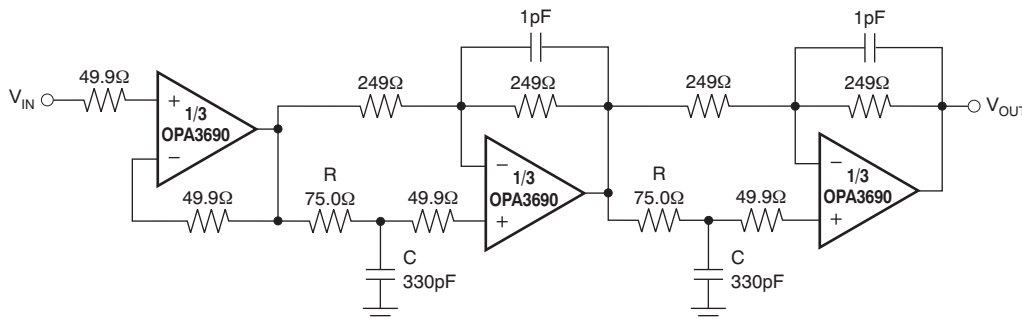 1pF
1pF
49.9Ω
249Ω
249Ω
249Ω
249Ω
V_IN
+
1/3
OPA3690
−
V_OUT
−
1/3
OPA3690
+
−
1/3
OPA3690
+
49.9Ω
R
75.0Ω
49.9Ω
R
75.0Ω
49.9Ω
C
330pF
C
330pF